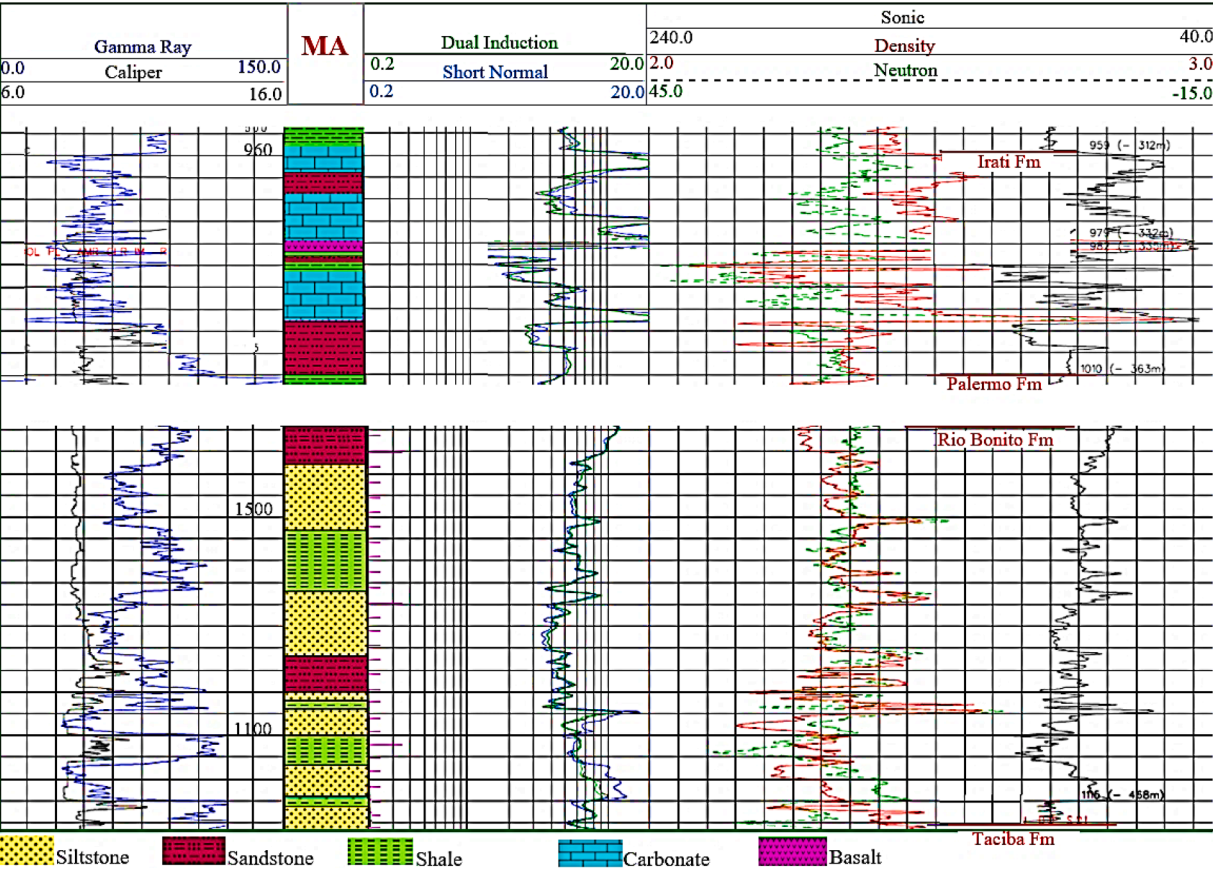 Sonic
240.0 40.0
Gamma Ray MA Dual Induction Density
0.0 150.0 0.2 20.0 2.0 3.0
Caliper Short Normal Neutron
6.0 16.0 0.2 20.0 45.0 -15.0
960
959 (- 312m)
Irati Fm
1010 (- 363m)
Palermo Fm
Rio Bonito Fm
1500
1100
Taciba Fm
Siltstone Sandstone Shale Carbonate Basalt